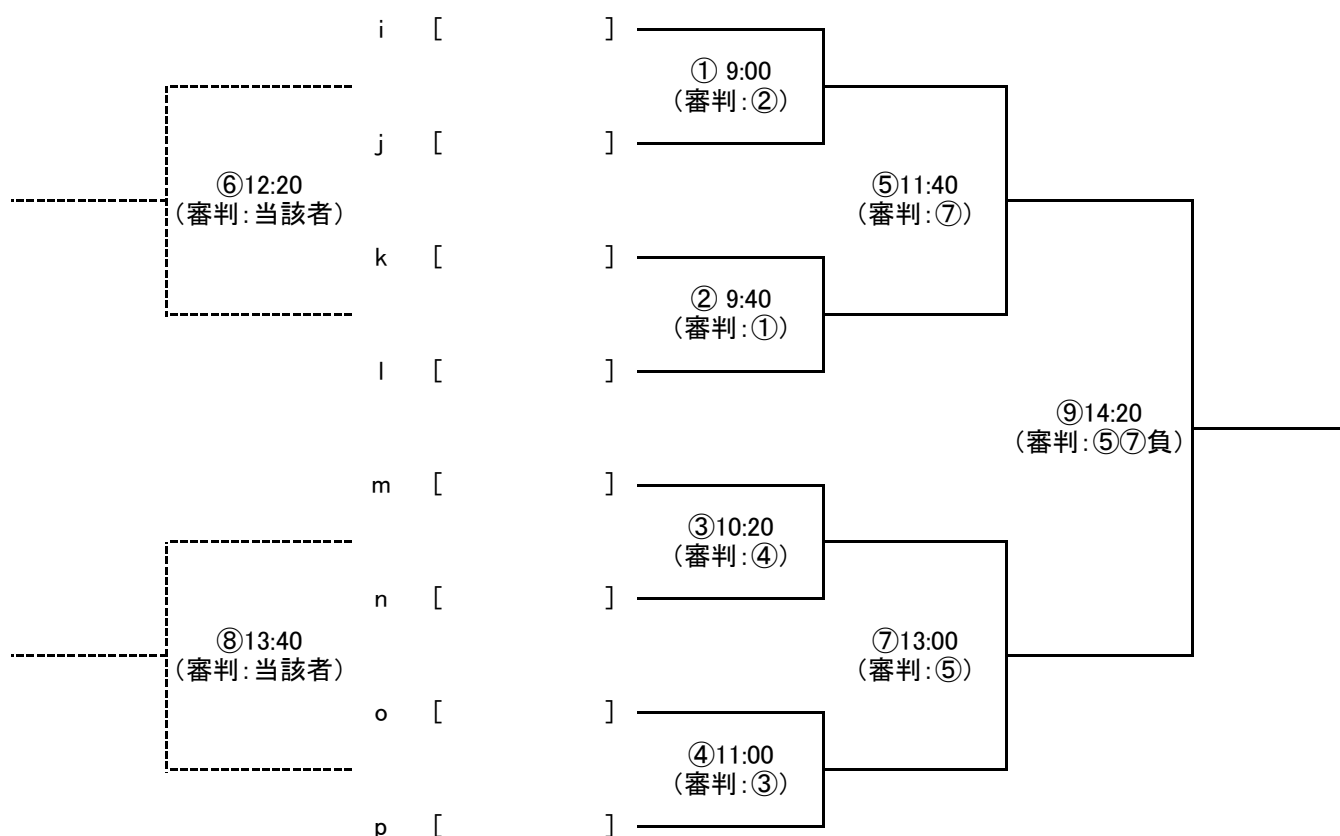 i [ ]
① 9:00
（審判：②）
j [ ]
⑥12:20
（審判：当該者）
⑤11:40
（審判：⑦）
k [ ]
② 9:40
（審判：①）
l [ ]
⑨14:20
（審判：⑤⑦負）
m [ ]
③10:20
（審判：④）
n [ ]
⑧13:40
（審判：当該者）
⑦13:00
（審判：⑤）
o [ ]
④11:00
（審判：③）
p [ ]